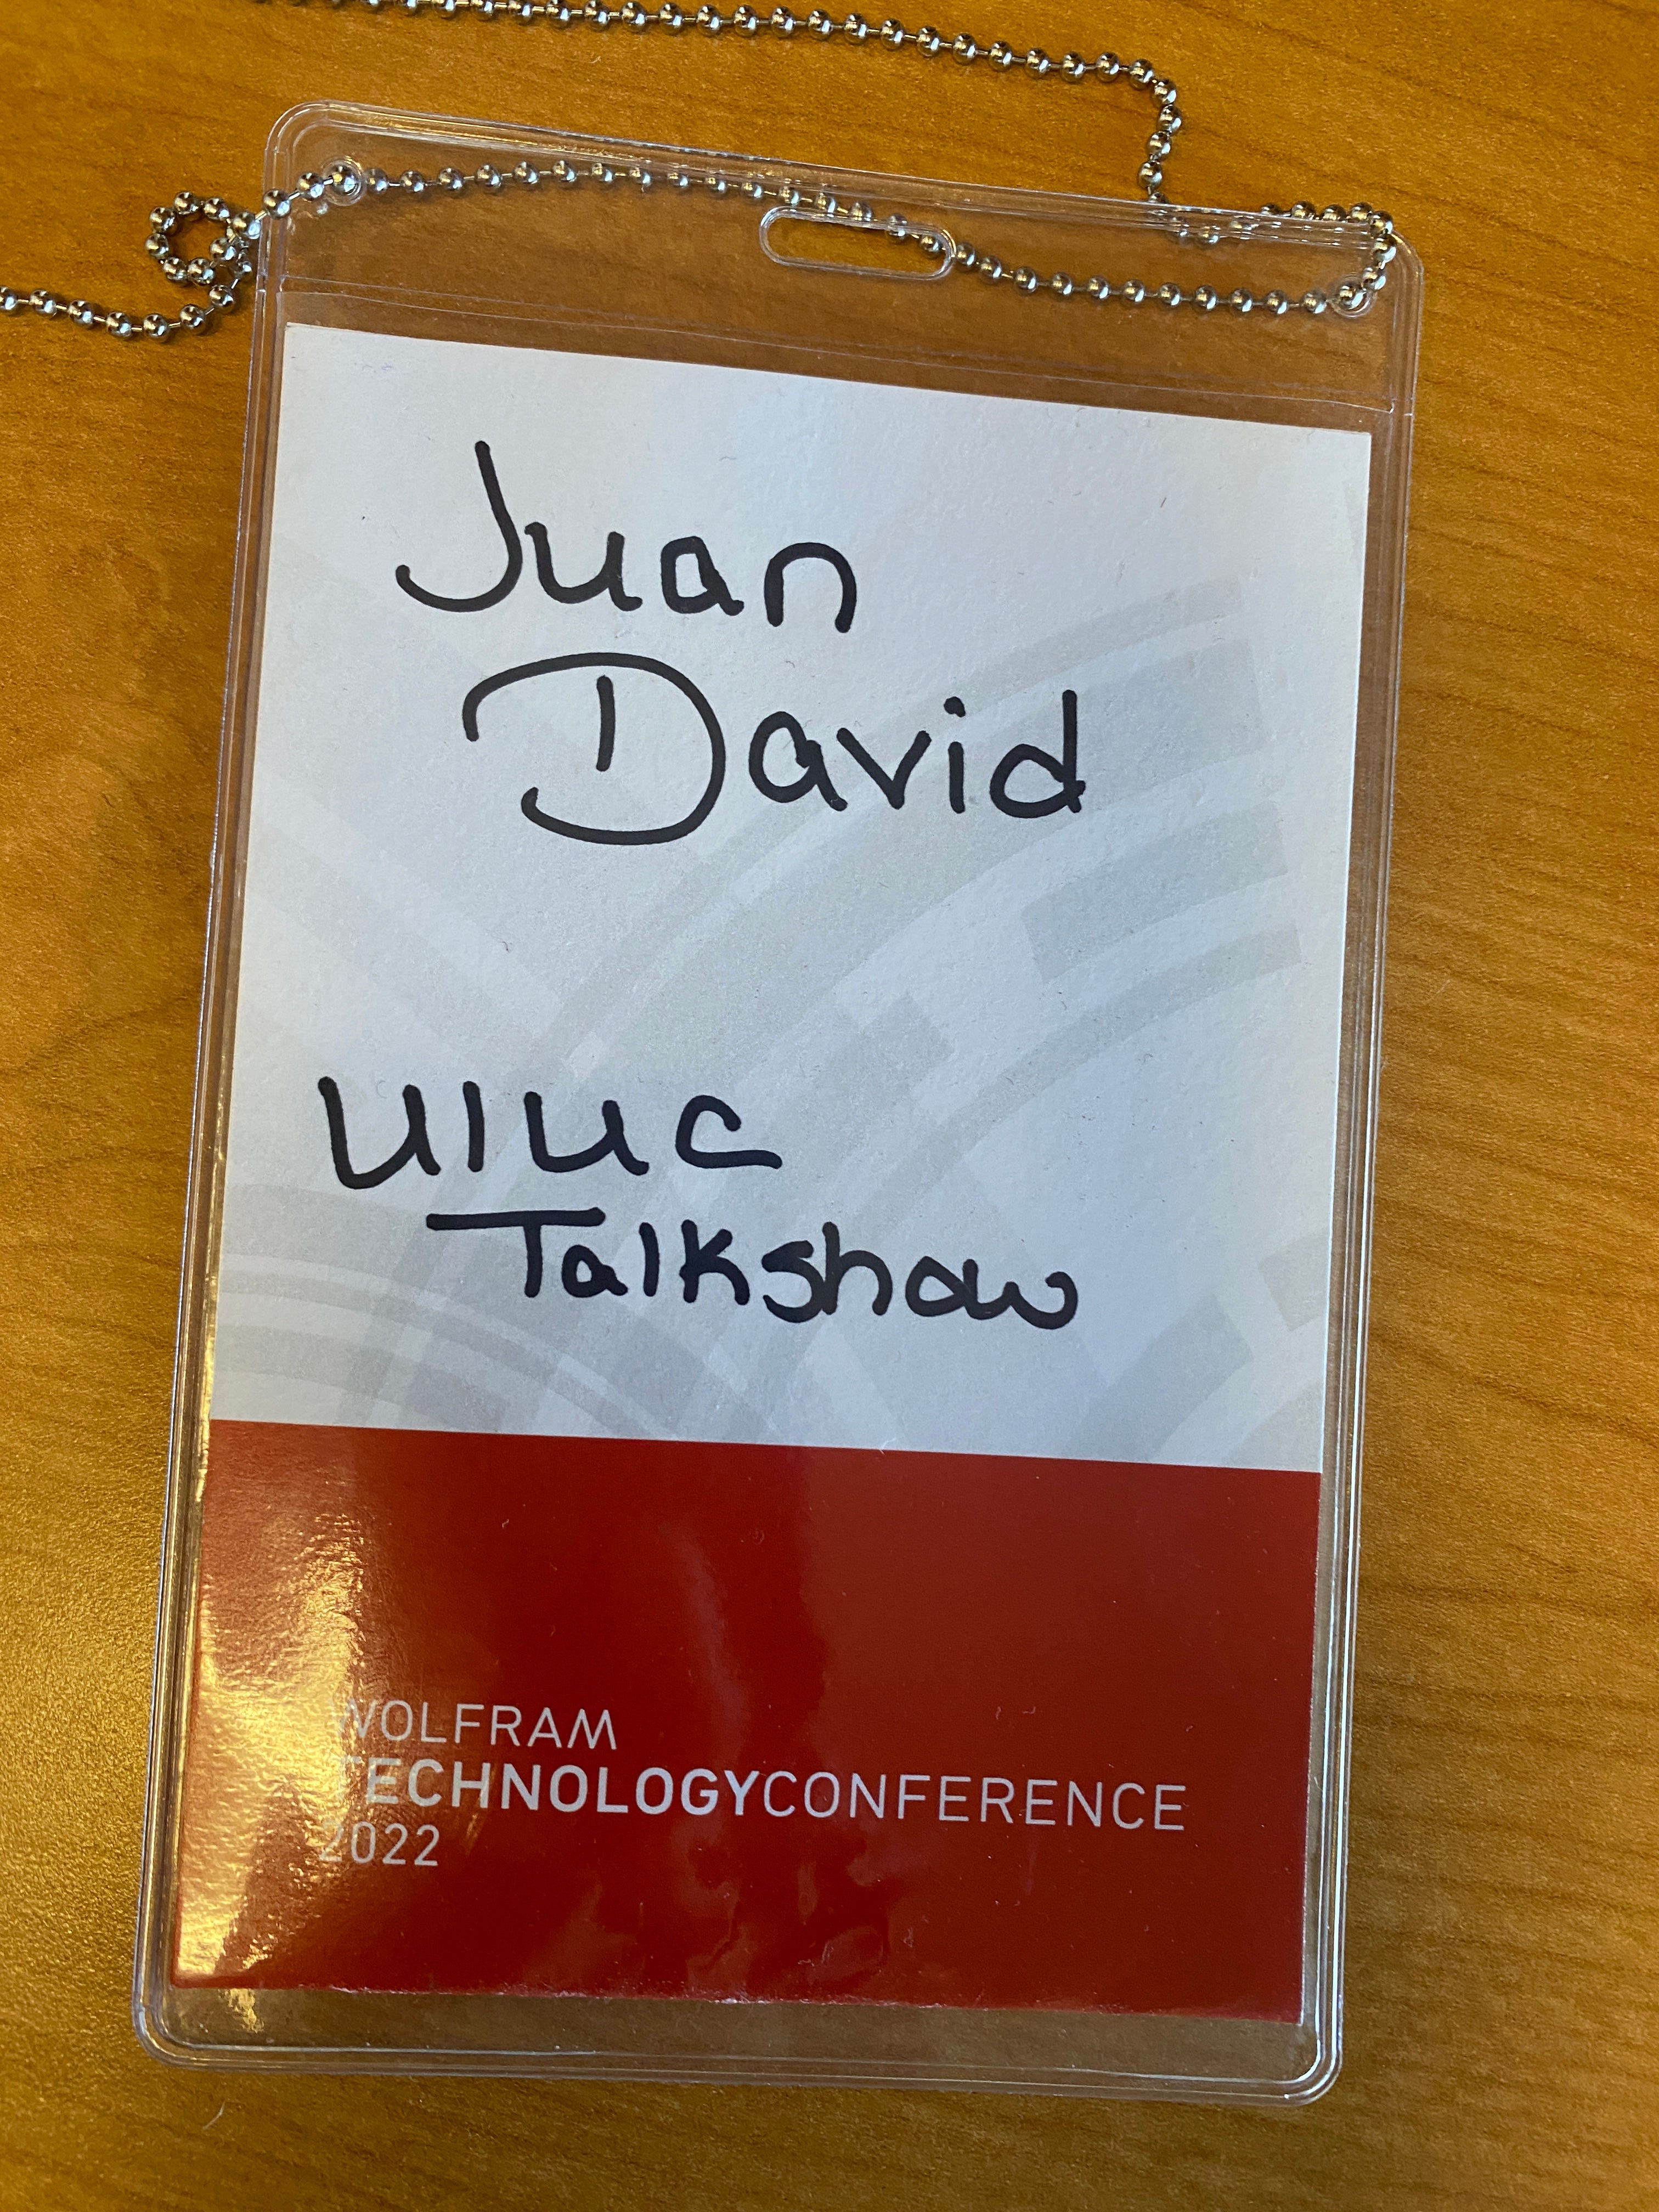 Juan
David
UIUC
Talkshow
WOLFRAM
TECHNOLOGYCONFERENCE
2022